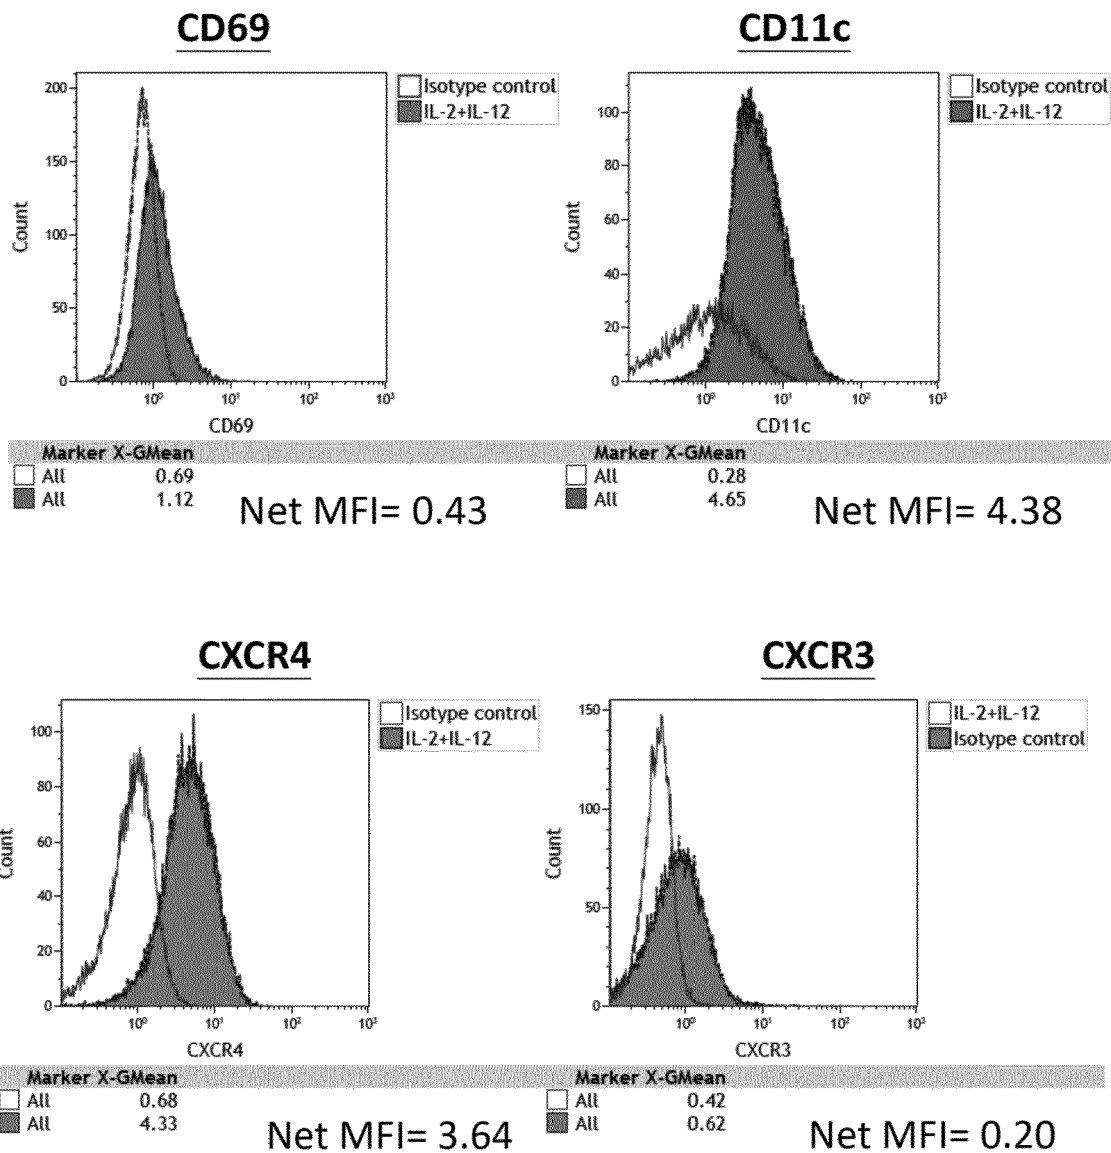 CD69
Isotype control
IL-2+IL-12
200
150
100
50
0
Count
10⁰ 10¹ 10² 10³
CD69
Marker X-GMean
All 0.69
All 1.12
Net MFI= 0.43
CD11c
Isotype control
IL-2+IL-12
100
80
60
40
20
0
Count
10⁰ 10¹ 10² 10³
CD11c
Marker X-GMean
All 0.28
All 4.65
Net MFI= 4.38
CXCR4
Isotype control
IL-2+IL-12
100
80
60
40
20
0
Count
10⁰ 10¹ 10² 10³
CXCR4
Marker X-GMean
All 0.68
All 4.33
Net MFI= 3.64
CXCR3
IL-2+IL-12
Isotype control
150
100
50
0
Count
10⁰ 10¹ 10² 10³
CXCR3
Marker X-GMean
All 0.42
All 0.62
Net MFI= 0.20